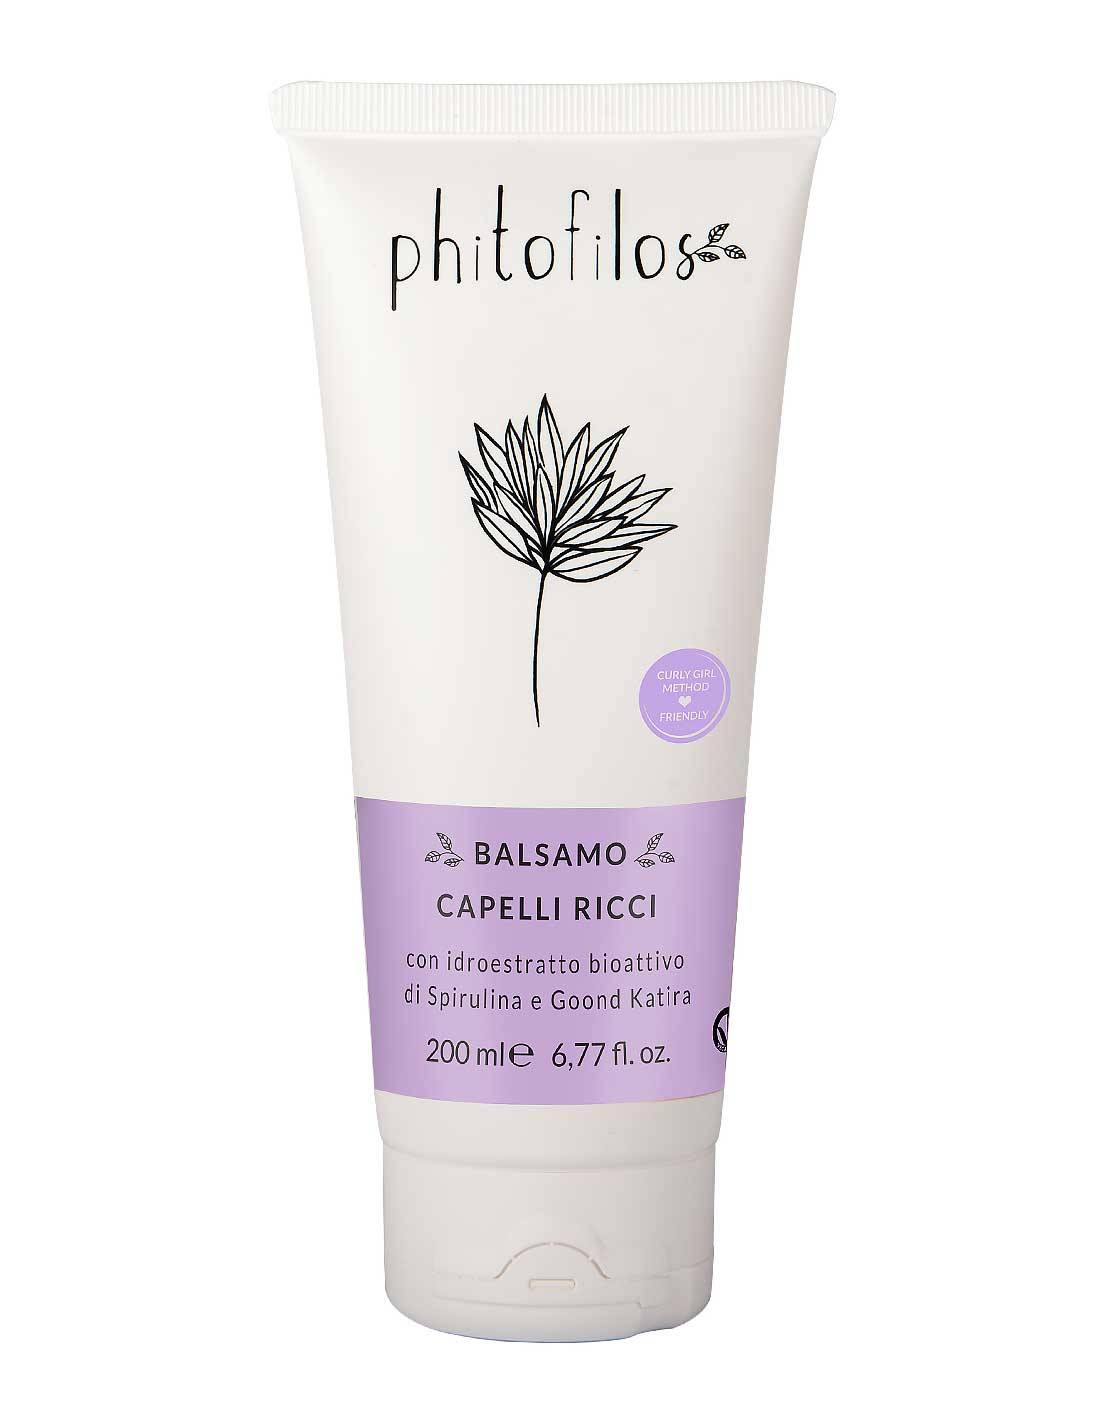 phitofilos
CURLY GIRL
METHOD
FRIENDLY
BALSAMO
CAPELLI RICCI
con idroestratto bioattivo
di Spirulina e Goond Katira
200 ml℮ 6,77 fl. oz.